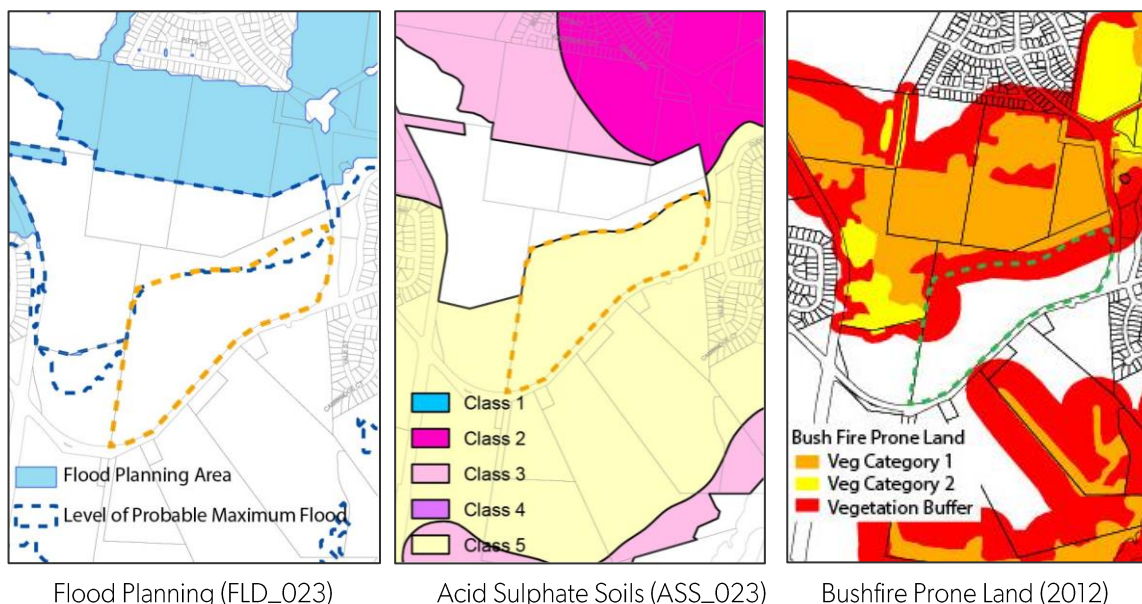 Flood Planning Area
Level of Probable Maximum Flood
Class 1
Class 2
Class 3
Class 4
Class 5
Bush Fire Prone Land
Veg Category 1
Veg Category 2
Vegetation Buffer
Flood Planning (FLD_023)
Acid Sulphate Soils (ASS_023)
Bushfire Prone Land (2012)